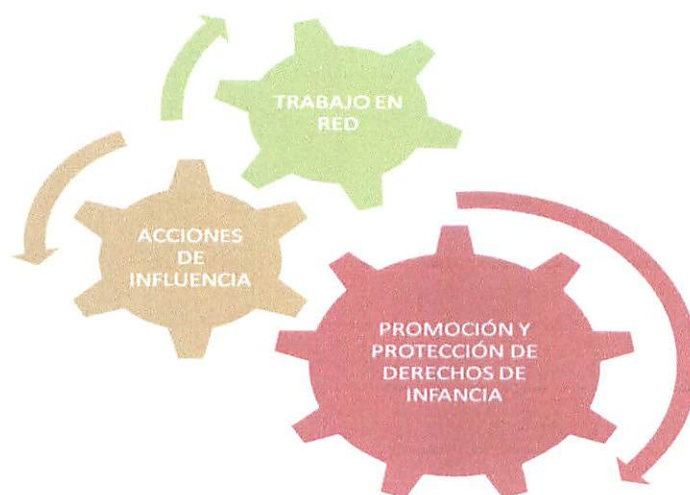 TRABAJO EN
RED
ACCIONES
DE
INFLUENCIA
PROMOCIÓN Y
PROTECCIÓN DE
DERECHOS DE
INFANCIA